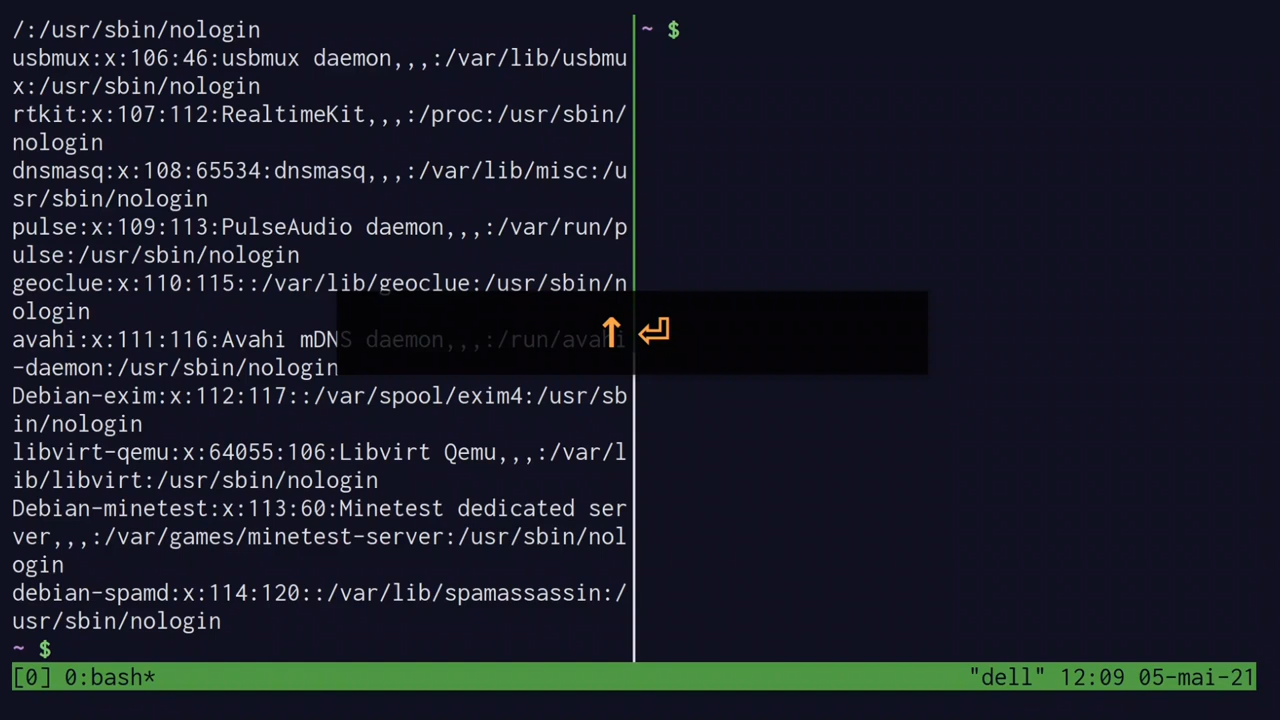 /:/usr/sbin/nologin
usbmux:x:106:46:usbmux daemon,,,:/var/lib/usbmu
x:/usr/sbin/nologin
rtkit:x:107:112:RealtimeKit,,,:/proc:/usr/sbin/
nologin
dnsmasq:x:108:65534:dnsmasq,,,:/var/lib/misc:/u
sr/sbin/nologin
pulse:x:109:113:PulseAudio daemon,,,:/var/run/p
ulse:/usr/sbin/nologin
geoclue:x:110:115::/var/lib/geoclue:/usr/sbin/n
ologin
avahi:x:111:116:Avahi mDNS daemon,,,:/run/avahi
-daemon:/usr/sbin/nologin
Debian-exim:x:112:117::/var/spool/exim4:/usr/sb
in/nologin
libvirt-qemu:x:64055:106:Libvirt Qemu,,,:/var/l
ib/libvirt:/usr/sbin/nologin
Debian-minetest:x:113:60:Minetest dedicated ser
ver,,,:/var/games/minetest-server:/usr/sbin/nol
ogin
debian-spamd:x:114:120::/var/lib/spamassassin:/
usr/sbin/nologin
~ $
~ $
↑ ⏎
[0] 0:bash* "dell" 12:09 05-mai-21